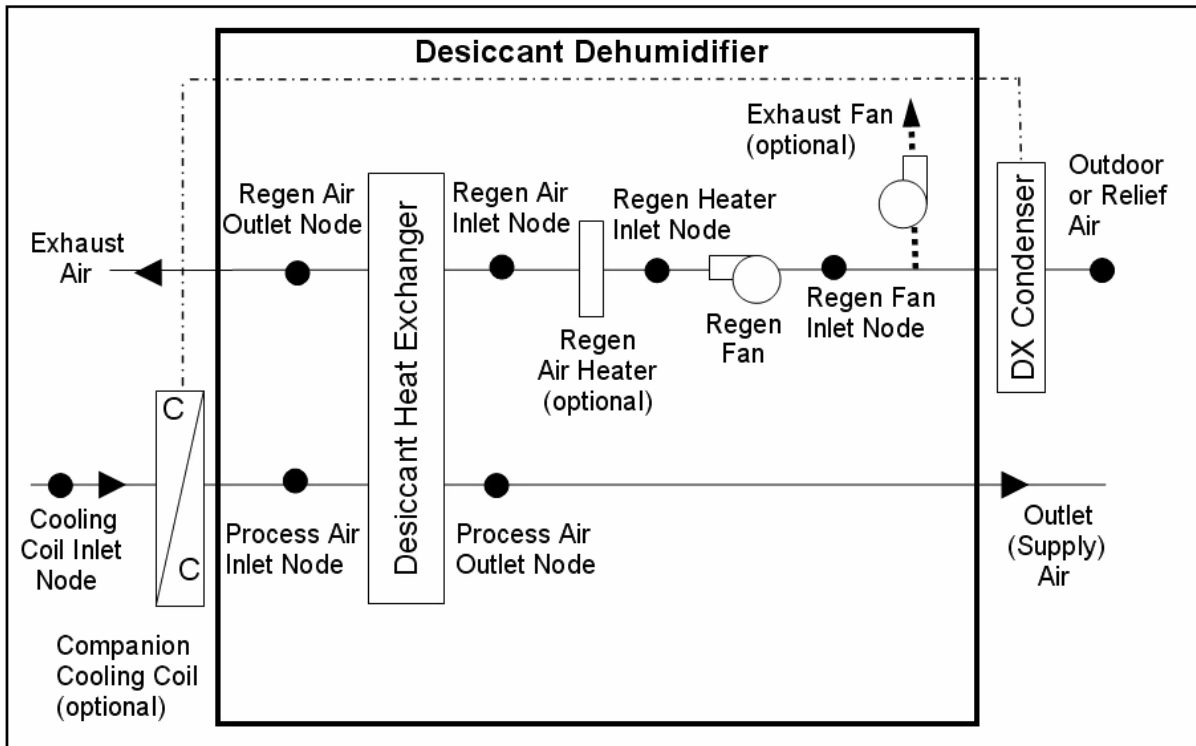 Desiccant Dehumidifier
Exhaust Fan
(optional)
Outdoor
or Relief
Air
Regen Air
Outlet Node
Regen Air
Inlet Node
Regen Heater
Inlet Node
Exhaust
Air
Desiccant Heat Exchanger
Regen
Air Heater
(optional)
Regen
Fan
Regen Fan
Inlet Node
DX Condenser
C
C
Cooling
Coil Inlet
Node
Process Air
Inlet Node
Process Air
Outlet Node
Outlet
(Supply)
Air
Companion
Cooling Coil
(optional)